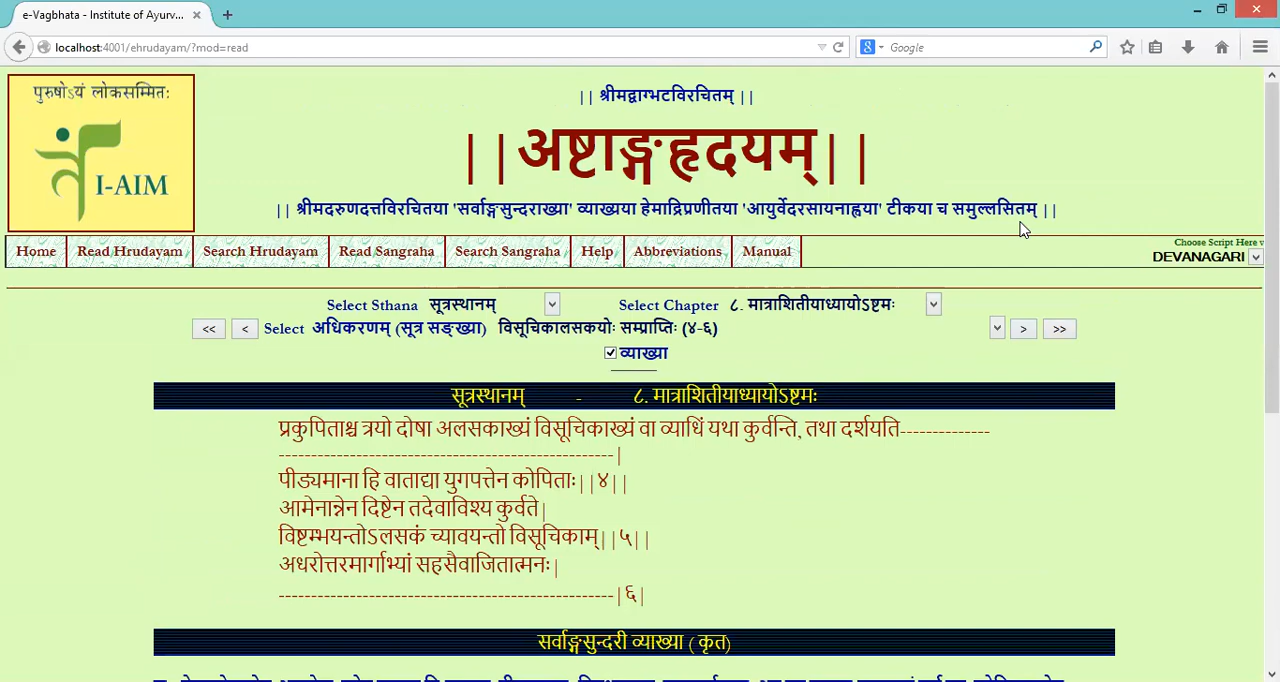 e-Vagbhata - Institute of Ayurv...
localhost:4001/ehrudayam/?mod=read
Google
पुरुषोऽयं लोकसम्मितः
I-AIM
|| श्रीमद्वाग्भटविरचितम् ||
||अष्टाङ्गहृदयम्||
|| श्रीमदरुणदत्तविरचितया 'सर्वाङ्गसुन्दराख्या' व्याख्यया हेमाद्रिप्रणीतया 'आयुर्वेदरसायनाह्वया' टीकया च समुल्लसितम् ||
Home Read Hrudayam Search Hrudayam Read Sangraha Search Sangraha Help Abbreviations Manual
Choose Script Here
DEVANAGARI
Select Sthana सूत्रस्थानम् Select Chapter ८. मात्राशितीयाध्यायोऽष्टमः
<< < Select अधिकरणम् (सूत्र सङ्ख्या) विसूचिकालसकयोः सम्प्राप्तिः (४-६) > >>
व्याख्या
सूत्रस्थानम् - ८. मात्राशितीयाध्यायोऽष्टमः
प्रकुपिताश्च त्रयो दोषा अलसकाख्यं विसूचिकाख्यं वा व्याधिं यथा कुर्वन्ति, तथा दर्शयति--------------
----------------------------------------------------|
पीड्यमाना हि वाताद्या युगपत्तेन कोपिताः||४||
आमेनान्नेन दिष्टेन तदेवाविश्य कुर्वते|
विष्टम्भयन्तोऽलसकं च्यावयन्तो विसूचिकाम्||५||
अधरोत्तरमार्गाभ्यां सहसैवाजितात्मनः|
----------------------------------------------------|६|
सर्वाङ्गसुन्दरी व्याख्या ( कृत)